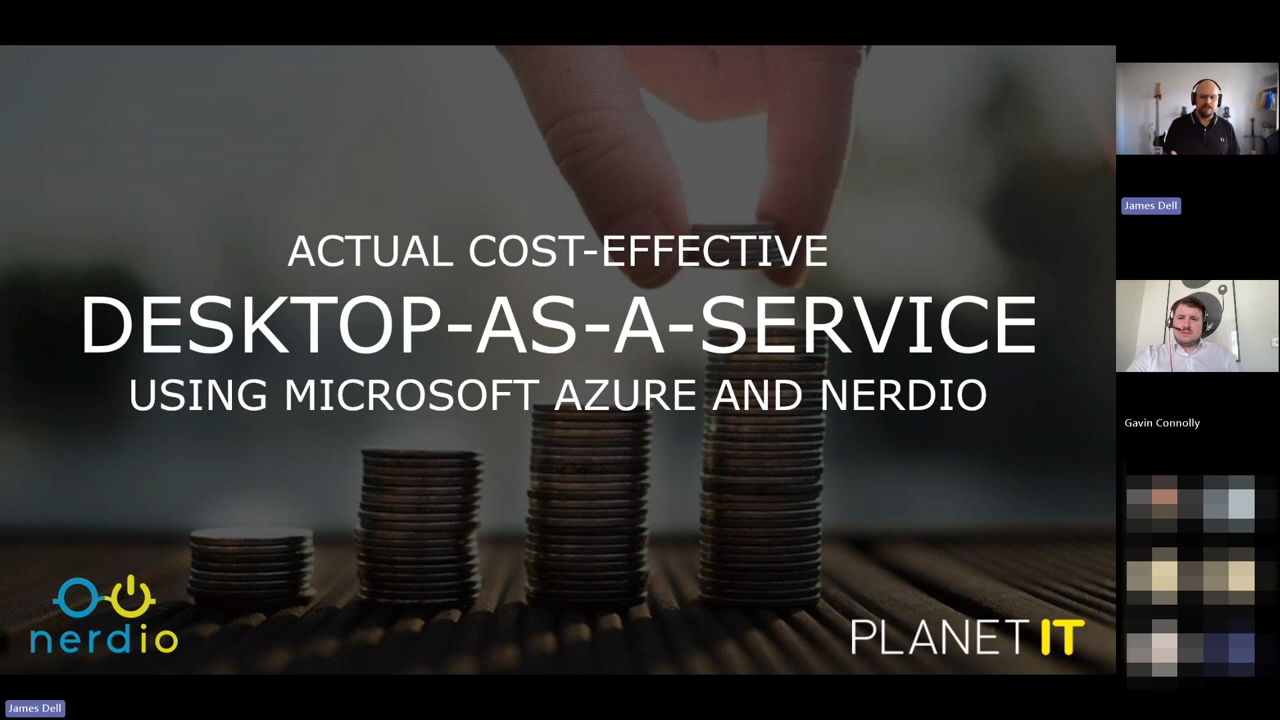 ACTUAL COST-EFFECTIVE
DESKTOP-AS-A-SERVICE
USING MICROSOFT AZURE AND NERDIO
nerdio
PLANET IT
James Dell
James Dell
Gavin Connolly